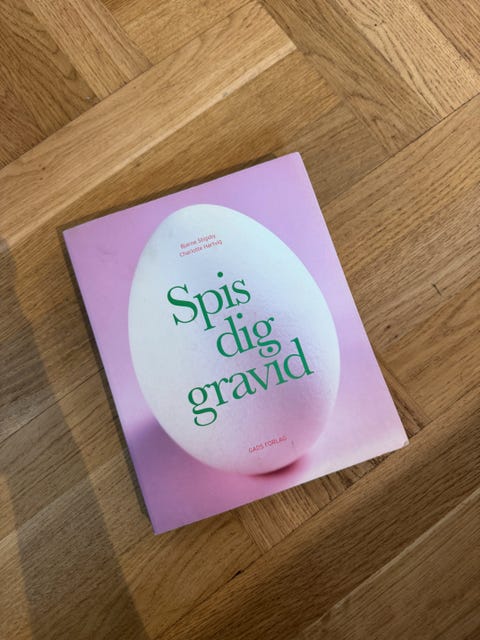 Bjarne Stigsby
Charlotte Hartvig
Spis
dig
gravid
GADS FORLAG